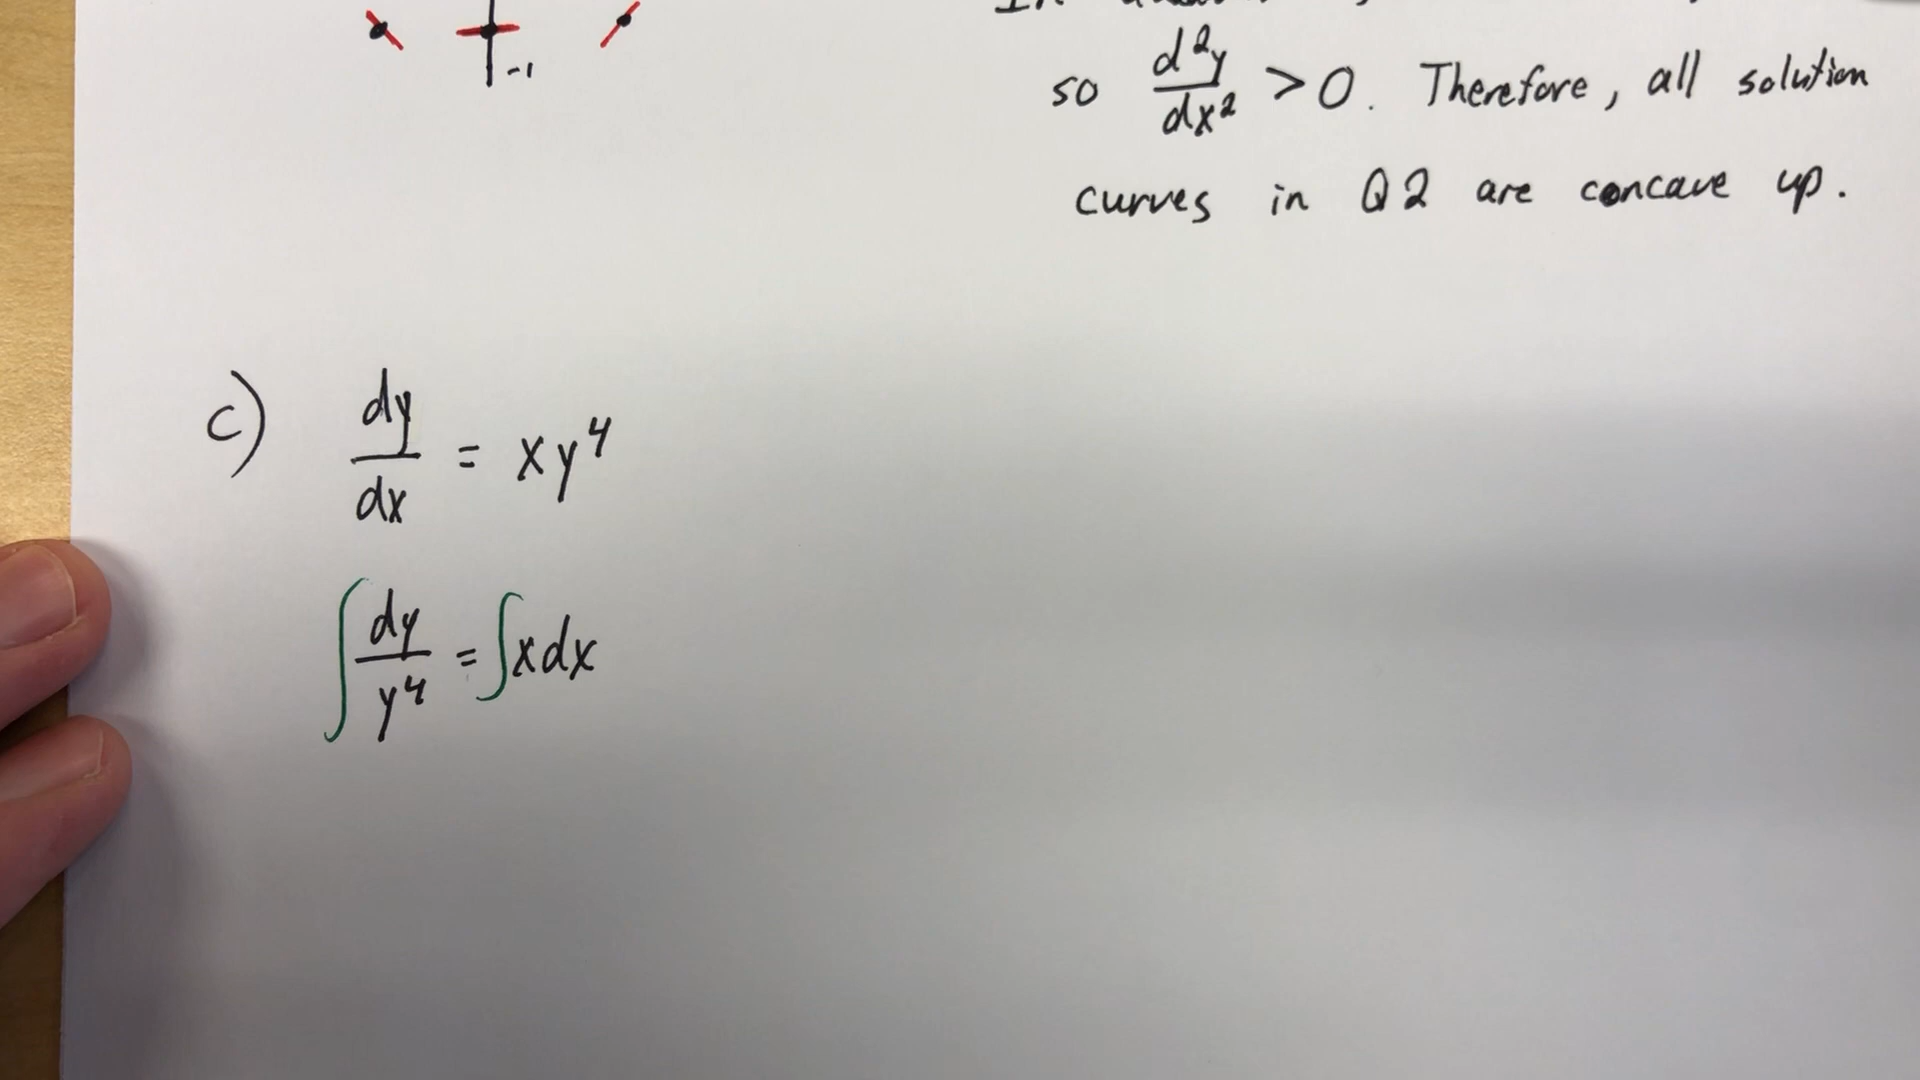 -1
so d²y/dx² > 0. Therefore, all solution
curves in Q2 are concave up.
c) dy/dx = xy⁴
∫ dy/y⁴ = ∫ x dx